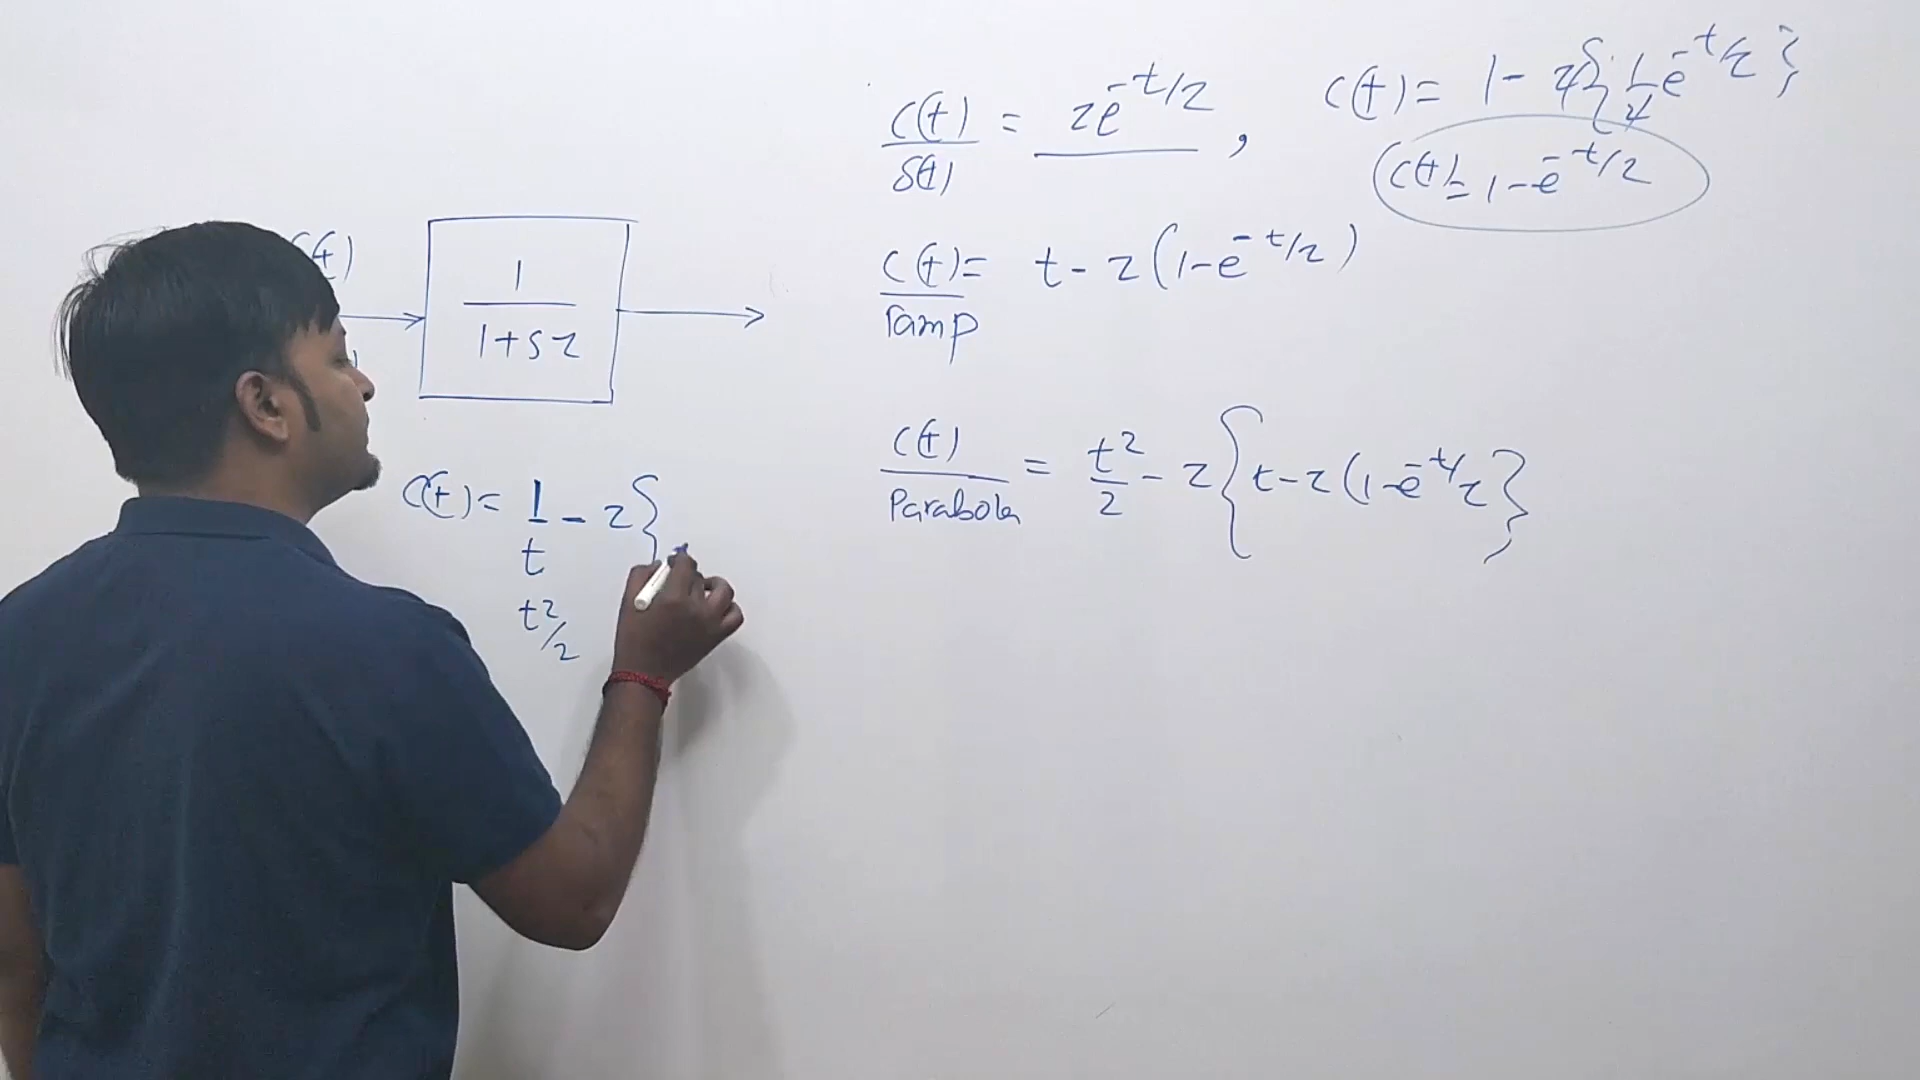 c(t)/δ(t) = ze^-t/z , c(t) = 1 - z{1/z e^-t/z}
c(t) = 1 - e^-t/z
c(t)/ramp = t - z(1-e^-t/z)
c(t)/Parabola = t²/2 - z{t-z(1-e^-t/z}
(t)
1/1+sz
c(t) = 1 - z{
t
t²/2